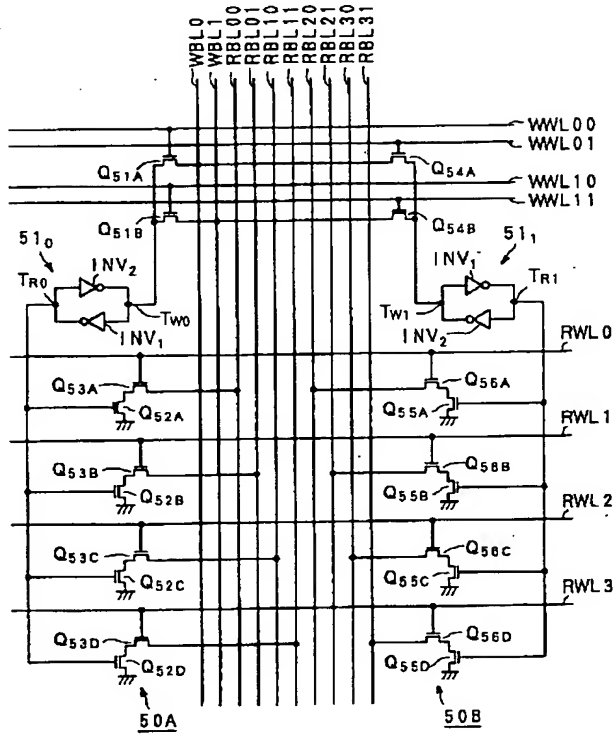 WBL0
WBL1
RBL00
RBL01
RBL10
RBL11
RBL20
RBL21
RBL30
RBL31
WWL00
WWL01
Q51A
Q54A
WWL10
WWL11
Q51B
Q54B
510
511
INV2
INV1
TR0
TR1
TW0
TW1
INV1
INV2
RWL0
Q53A
Q56A
Q52A
Q55A
RWL1
Q53B
Q56B
Q52B
Q55B
RWL2
Q53C
Q56C
Q52C
Q55C
RWL3
Q53D
Q56D
Q52D
Q55D
50A
50B